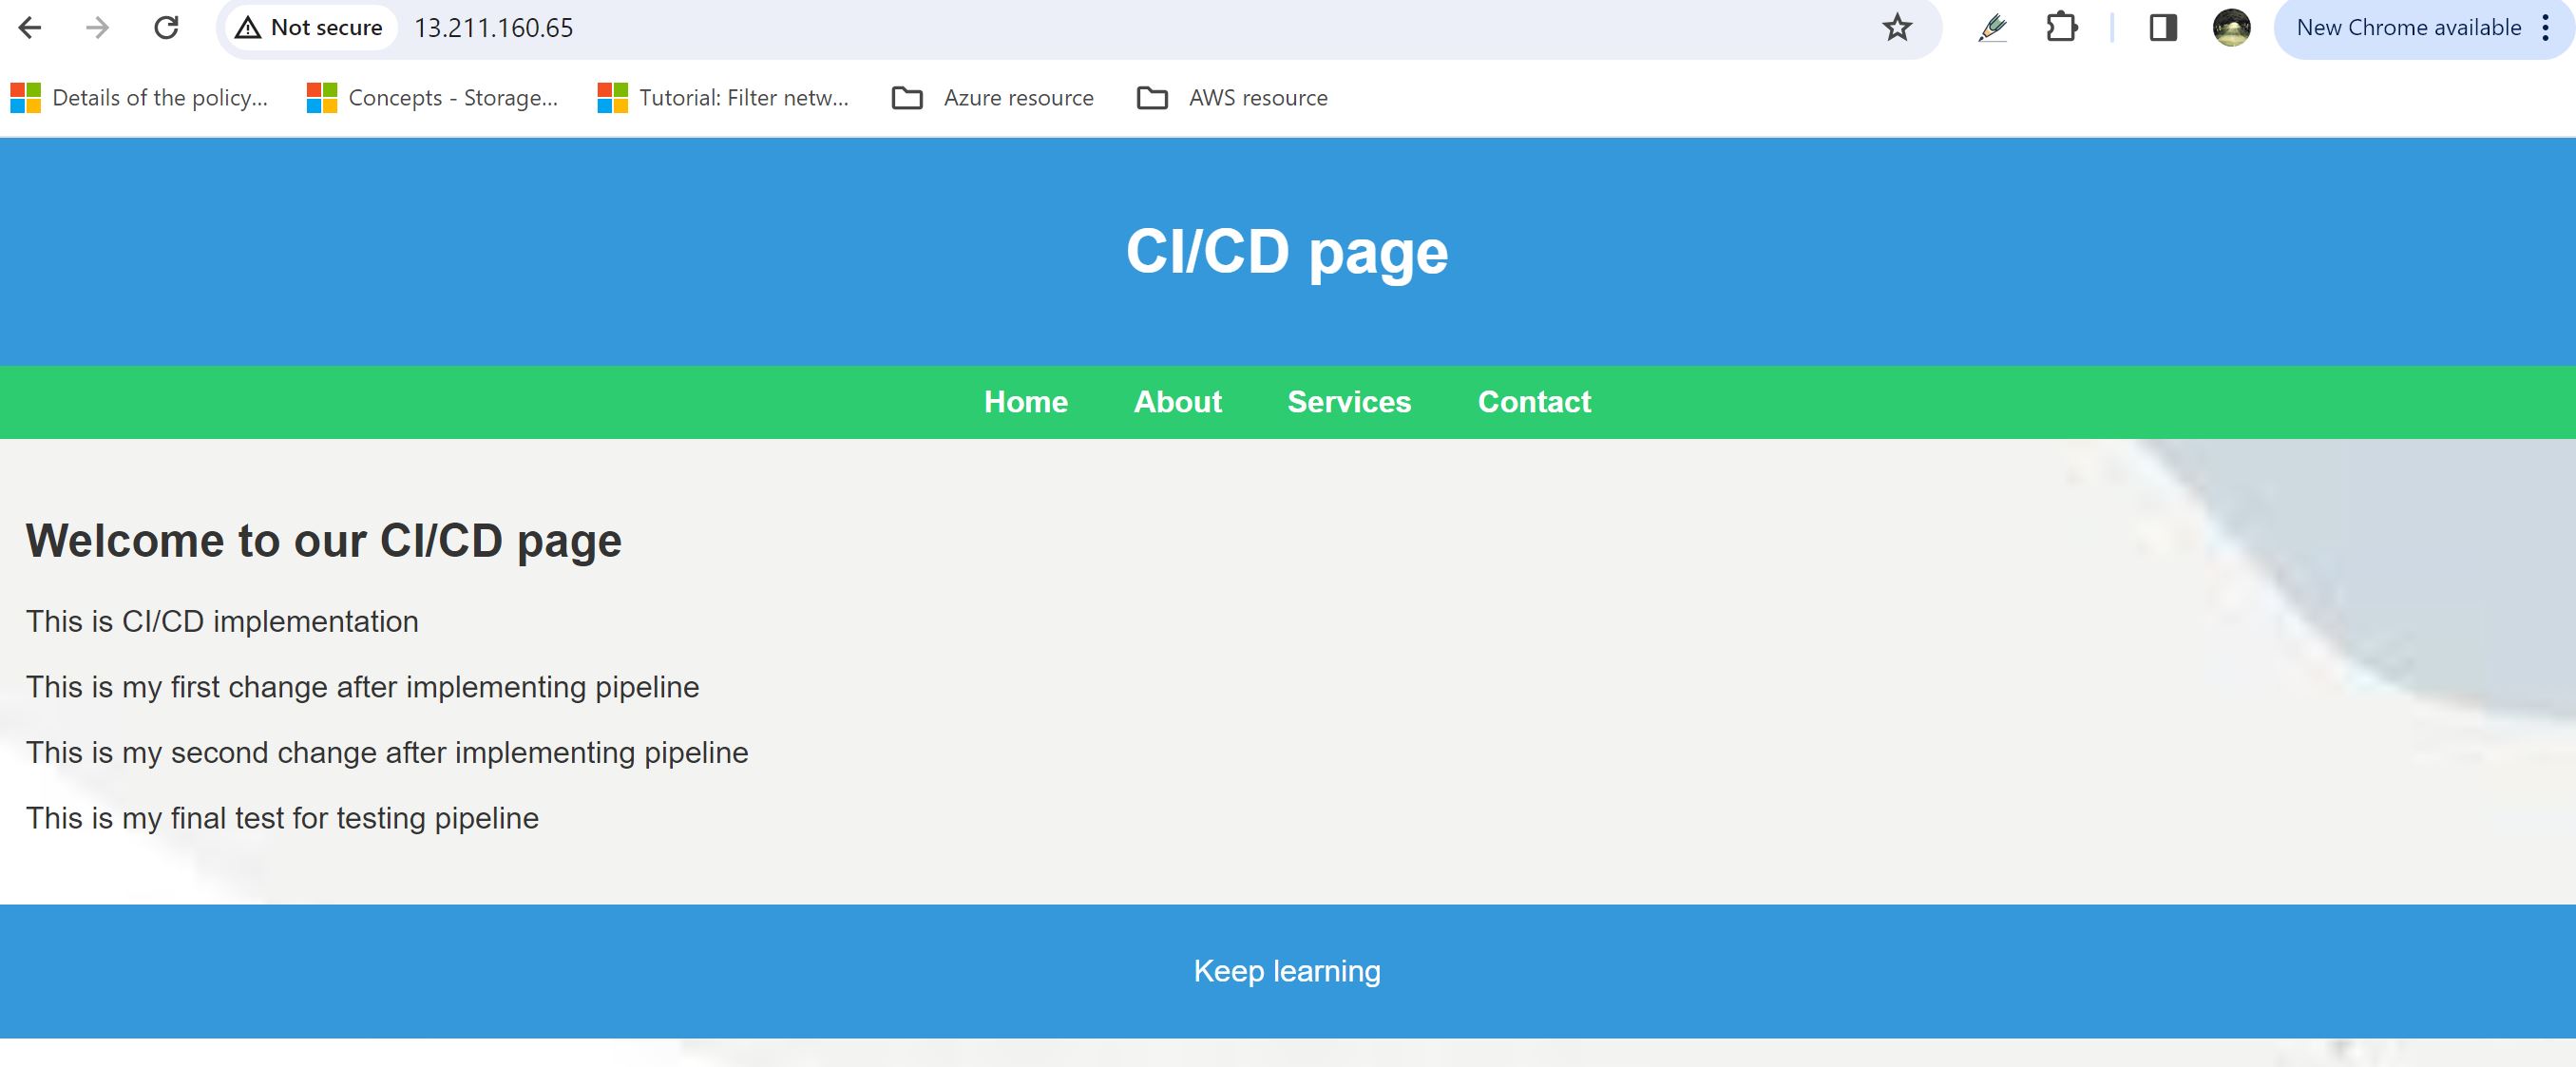 Not secure 13.211.160.65 New Chrome available
Details of the policy... Concepts - Storage... Tutorial: Filter netw... Azure resource AWS resource
CI/CD page
Home About Services Contact
Welcome to our CI/CD page
This is CI/CD implementation
This is my first change after implementing pipeline
This is my second change after implementing pipeline
This is my final test for testing pipeline
Keep learning